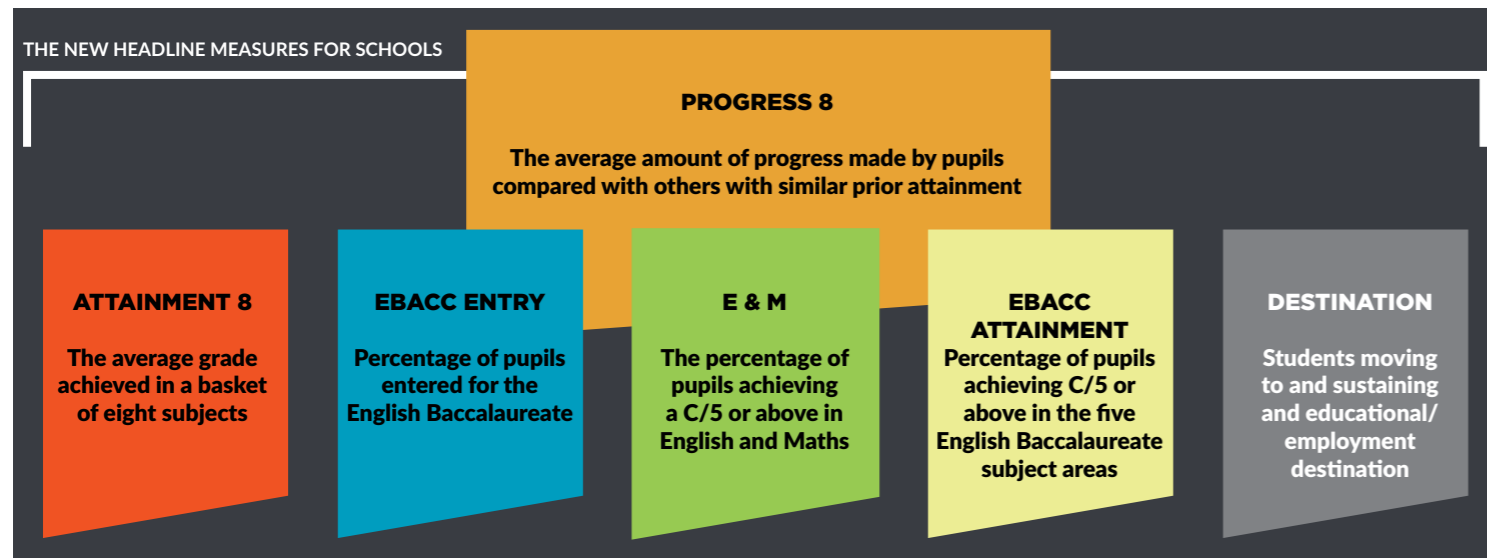 THE NEW HEADLINE MEASURES FOR SCHOOLS
PROGRESS 8
The average amount of progress made by pupils
compared with others with similar prior attainment
ATTAINMENT 8
The average grade
achieved in a basket
of eight subjects
EBACC ENTRY
Percentage of pupils
entered for the
English Baccalaureate
E & M
The percentage of
pupils achieving
a C/5 or above in
English and Maths
EBACC
ATTAINMENT
Percentage of pupils
achieving C/5 or
above in the five
English Baccalaureate
subject areas
DESTINATION
Students moving
to and sustaining
and educational/
employment
destination